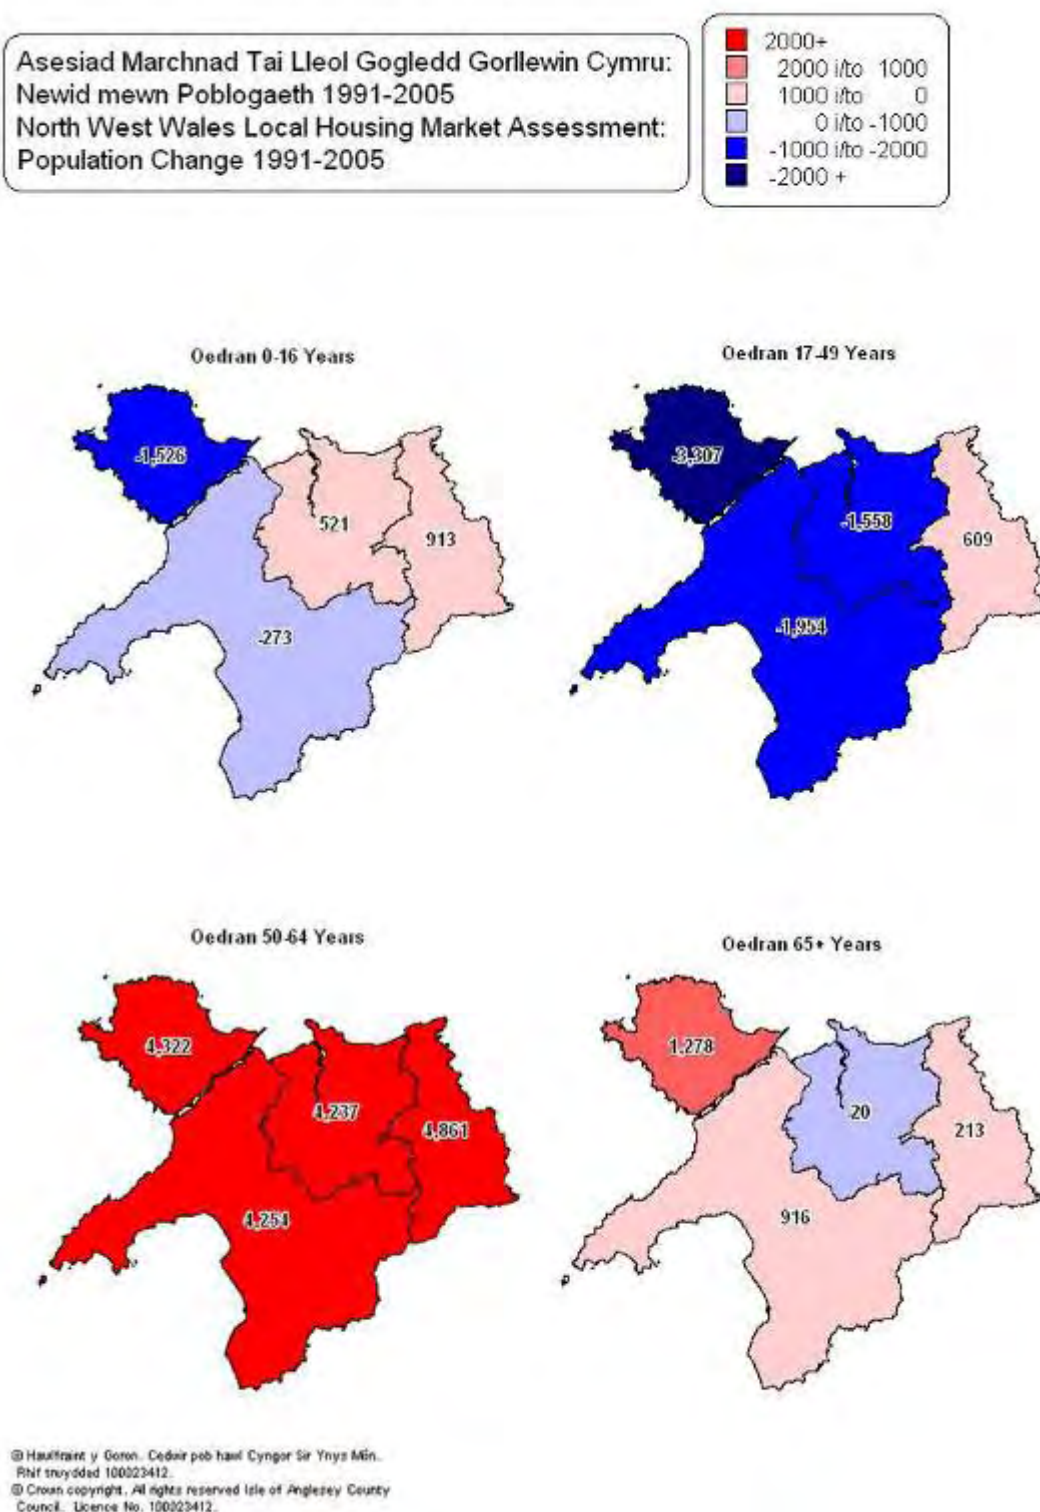 Asesiad Marchnad Tai Lleol Gogledd Gorllewin Cymru:
Newid mewn Poblogaeth 1991-2005
North West Wales Local Housing Market Assessment:
Population Change 1991-2005
2000+
2000 i/to 1000
1000 i/to 0
0 i/to -1000
-1000 i/to -2000
-2000 +
Oedran 0-16 Years
-1,526
521
913
-273
Oedran 17-49 Years
-3,307
-1,558
609
-1,954
Oedran 50-64 Years
4,322
4,237
4,861
4,254
Oedran 65+ Years
1,278
-20
213
916
© Hawlfraint y Goron. Cedwir pob hawl Cyngor Sir Ynys Môn.
Rhif trwydded 100023412.
© Crown copyright. All rights reserved Isle of Anglesey County
Council. Licence No. 100023412.